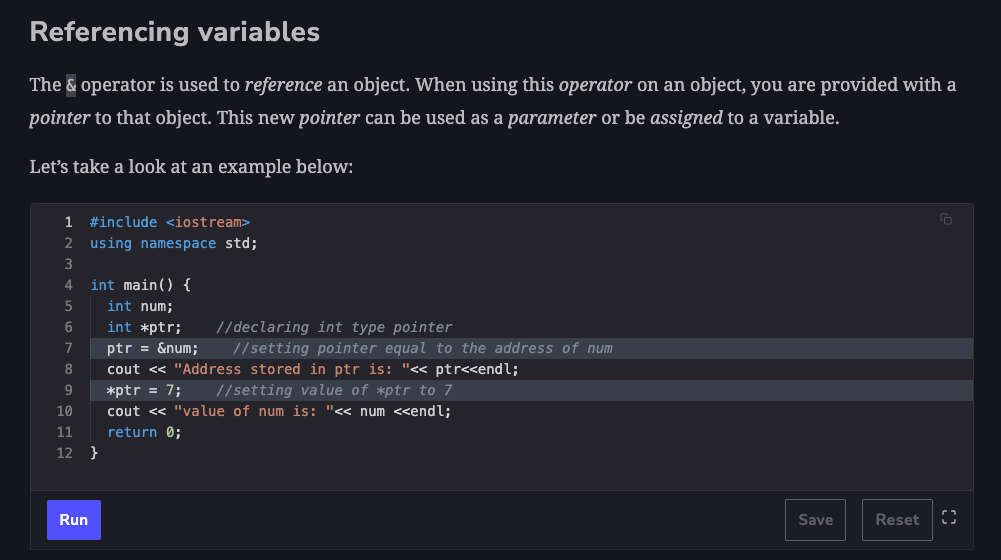 Referencing variables
The & operator is used to reference an object. When using this operator on an object, you are provided with a
pointer to that object. This new pointer can be used as a parameter or be assigned to a variable.
Let’s take a look at an example below:
1 #include <iostream>
2 using namespace std;
3
4 int main() {
5   int num;
6   int *ptr;    //declaring int type pointer
7   ptr = &num;    //setting pointer equal to the address of num
8   cout << "Address stored in ptr is: "<< ptr<<endl;
9   *ptr = 7;    //setting value of *ptr to 7
10   cout << "value of num is: "<< num <<endl;
11   return 0;
12 }
Run Save Reset